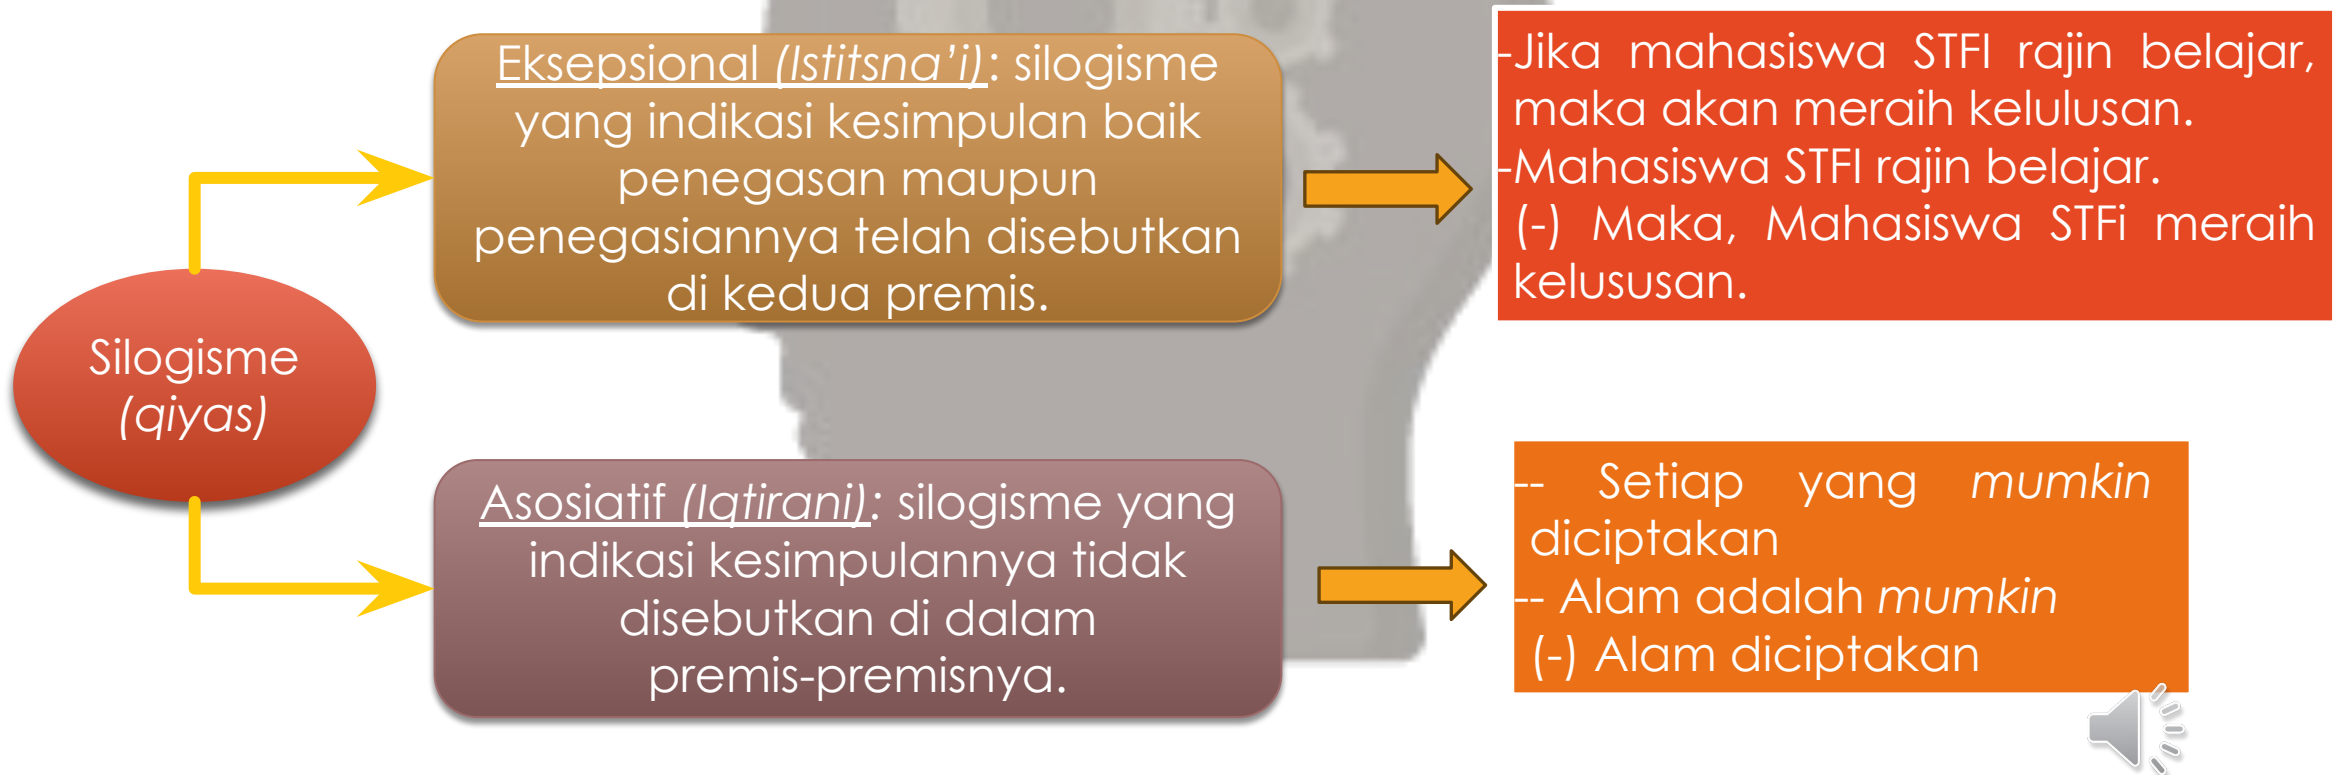 Silogisme
(qiyas)
Eksepsional (Istitsna’i): silogisme
yang indikasi kesimpulan baik
penegasan maupun
penegasiannya telah disebutkan
di kedua premis.
-Jika mahasiswa STFI rajin belajar,
maka akan meraih kelulusan.
-Mahasiswa STFI rajin belajar.
(-) Maka, Mahasiswa STFi meraih
kelususan.
Asosiatif (Iqtirani): silogisme yang
indikasi kesimpulannya tidak
disebutkan di dalam
premis-premisnya.
-- Setiap yang mumkin
diciptakan
-- Alam adalah mumkin
(-) Alam diciptakan